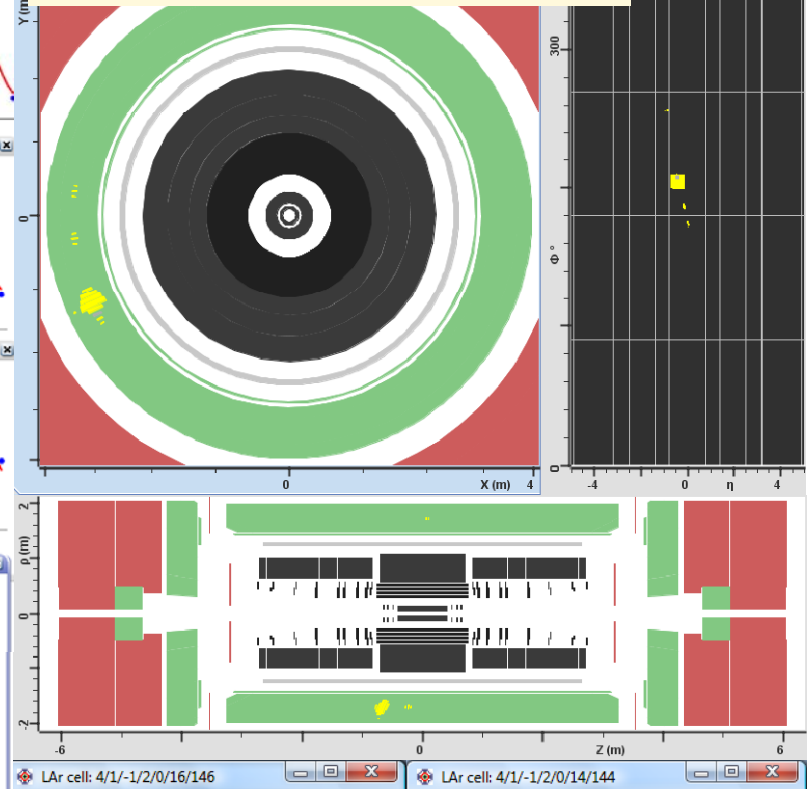 Y (m
300
0
Φ °
0
0
X (m)
4
-4
0
η
4
2
ρ (m)
0
-2
-6
0
Z (m)
6
LAr cell: 4/1/-1/2/0/16/146
LAr cell: 4/1/-1/2/0/14/144